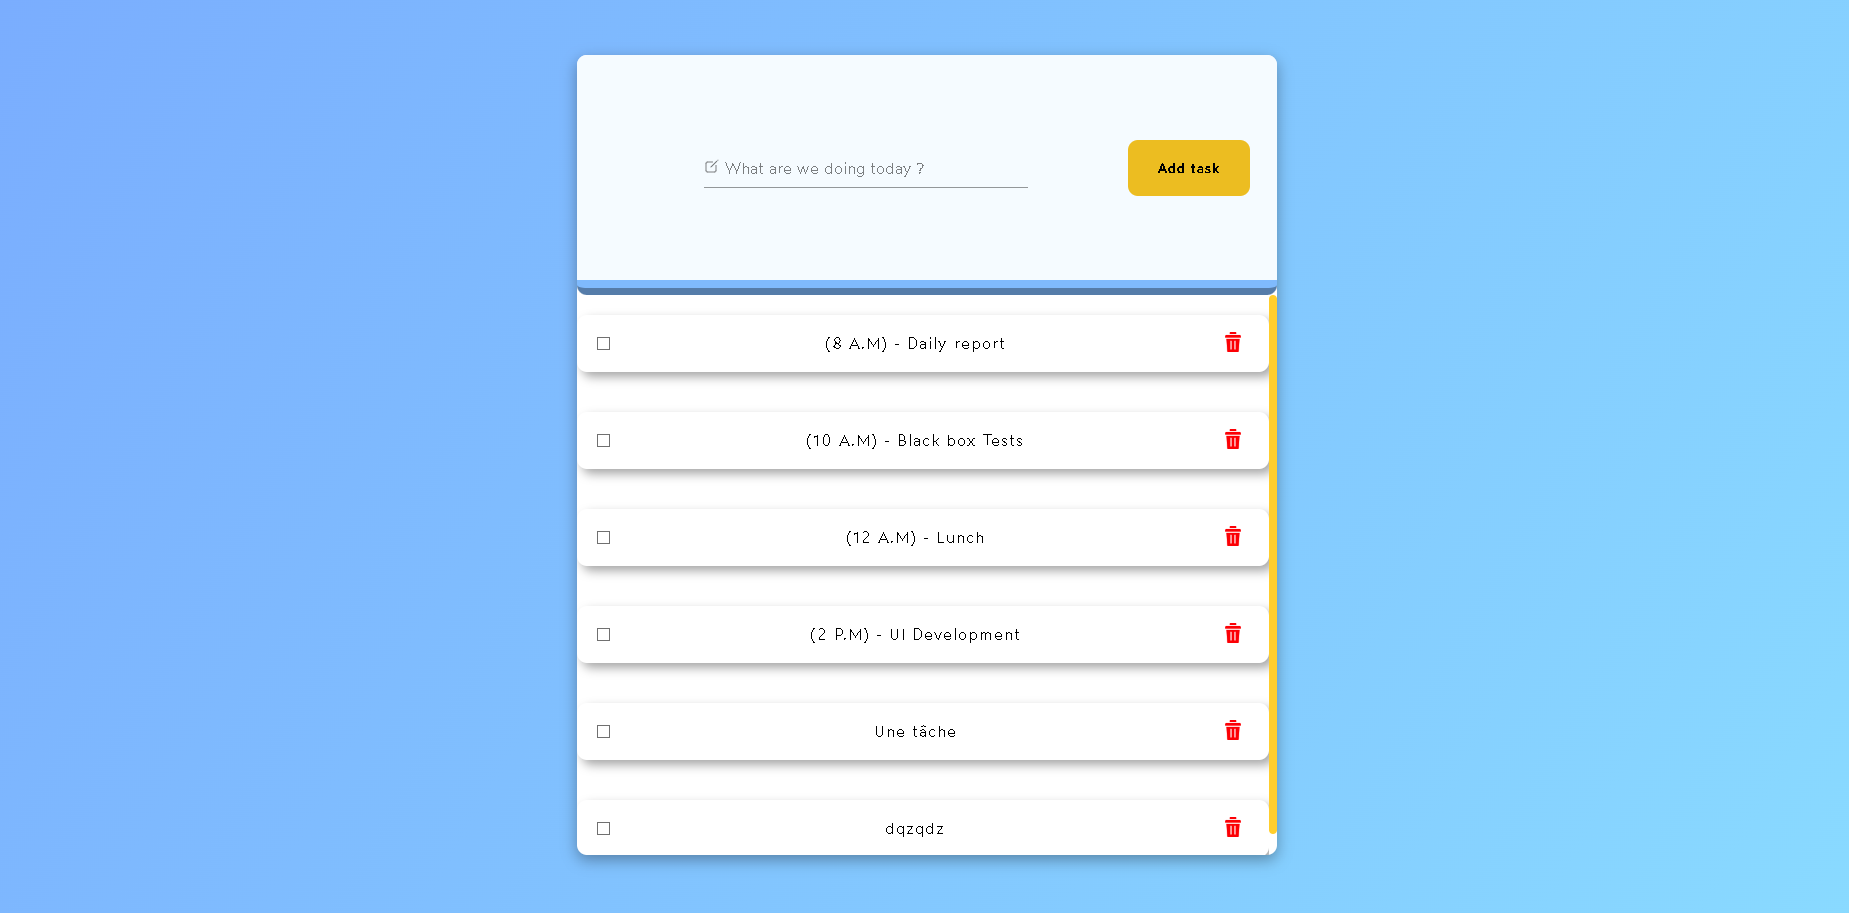 What are we doing today ?
Add task
(8 A.M) - Daily report
(10 A.M) - Black box Tests
(12 A.M) - Lunch
(2 P.M) - UI Development
Une tâche
dqzqdz